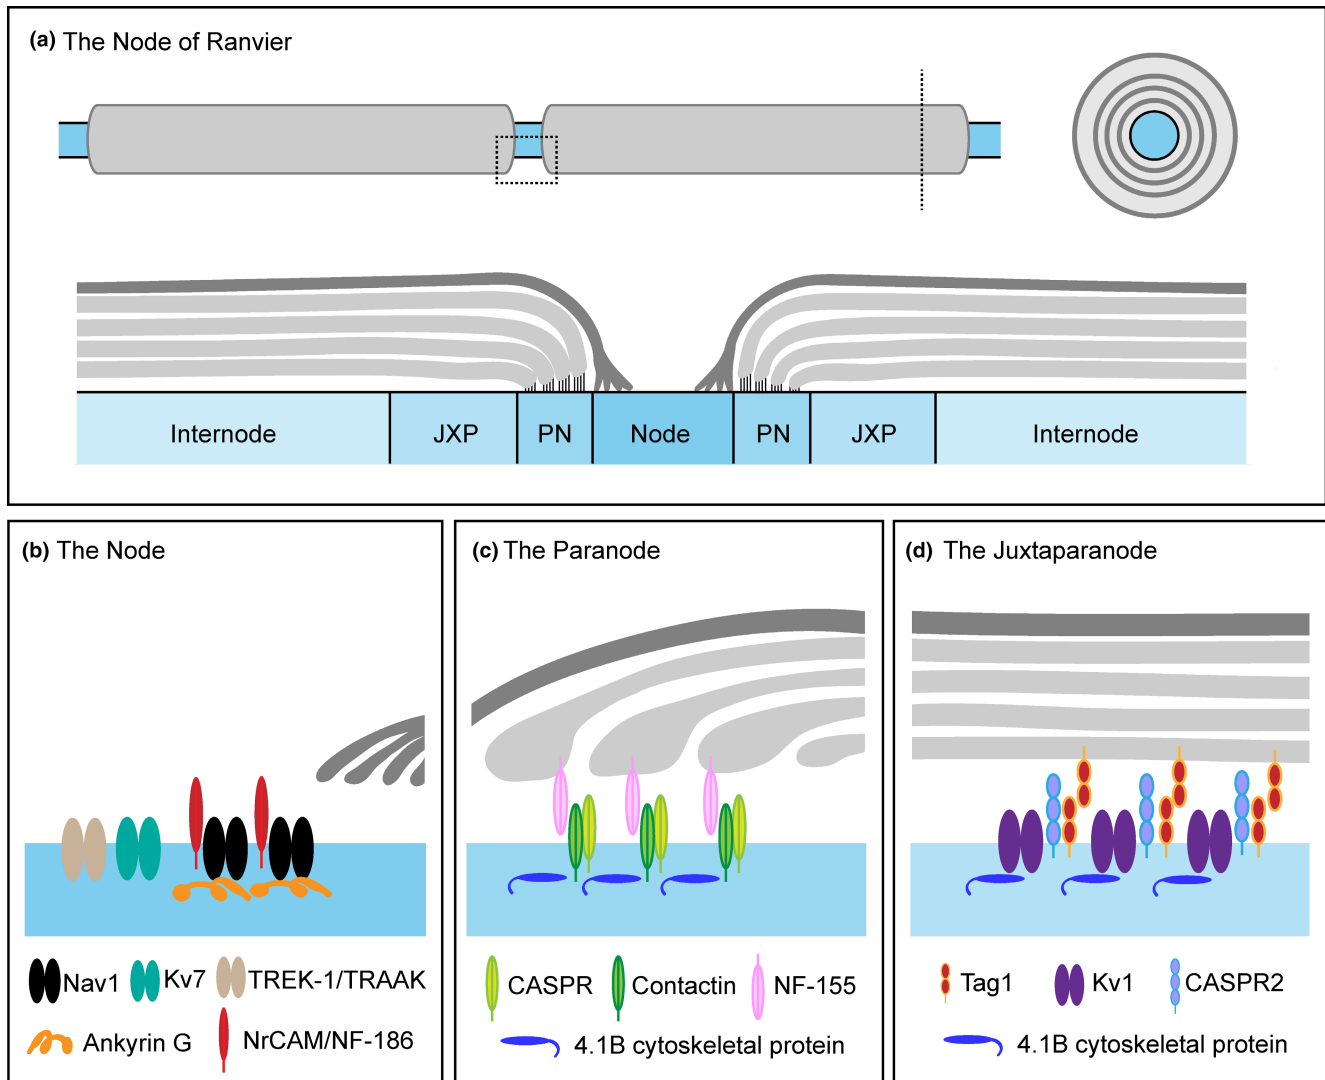 (a) The Node of Ranvier
Internode JXP PN Node PN JXP Internode
(b) The Node
Nav1 Kv7 TREK-1/TRAAK
Ankyrin G NrCAM/NF-186
(c) The Paranode
CASPR Contactin NF-155
4.1B cytoskeletal protein
(d) The Juxtaparanode
Tag1 Kv1 CASPR2
4.1B cytoskeletal protein